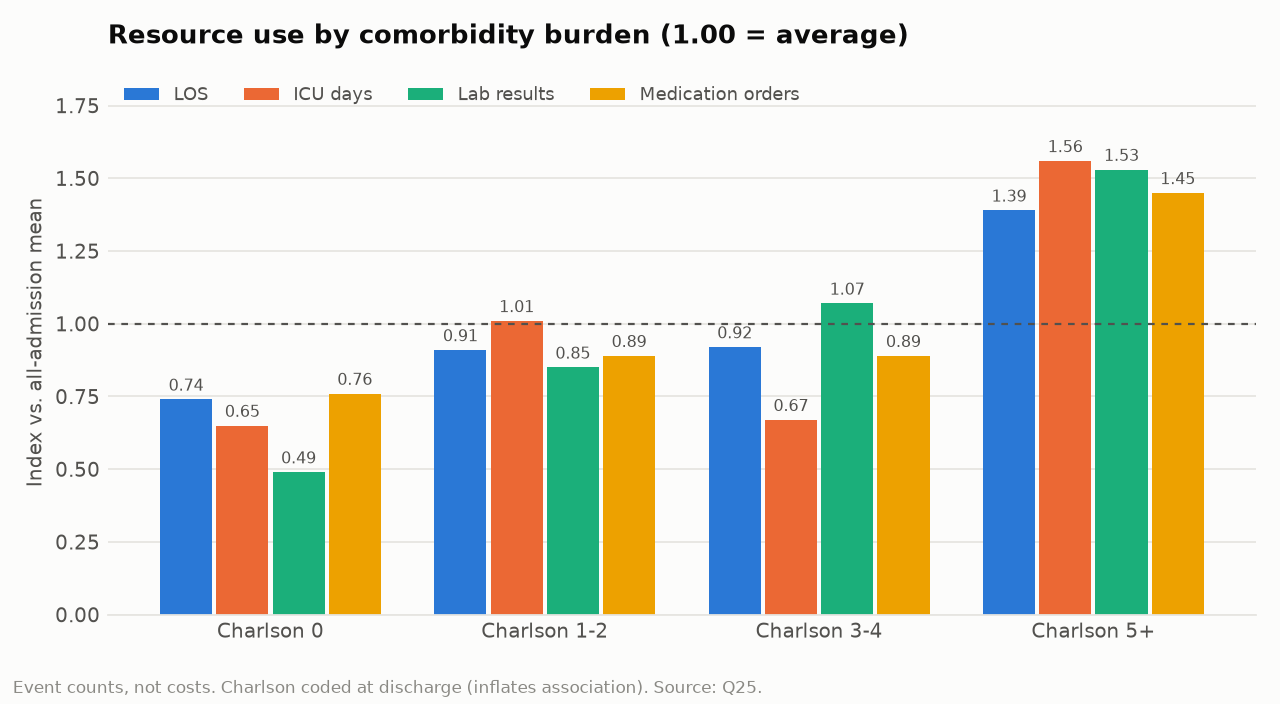 Resource use by comorbidity burden (1.00 = average)
LOS ICU days Lab results Medication orders
Index vs. all-admission mean
1.75
1.50
1.25
1.00
0.75
0.50
0.25
0.00
0.74 0.65 0.49 0.76
0.91 1.01 0.85 0.89
0.92 0.67 1.07 0.89
1.39 1.56 1.53 1.45
Charlson 0 Charlson 1-2 Charlson 3-4 Charlson 5+
Event counts, not costs. Charlson coded at discharge (inflates association). Source: Q25.